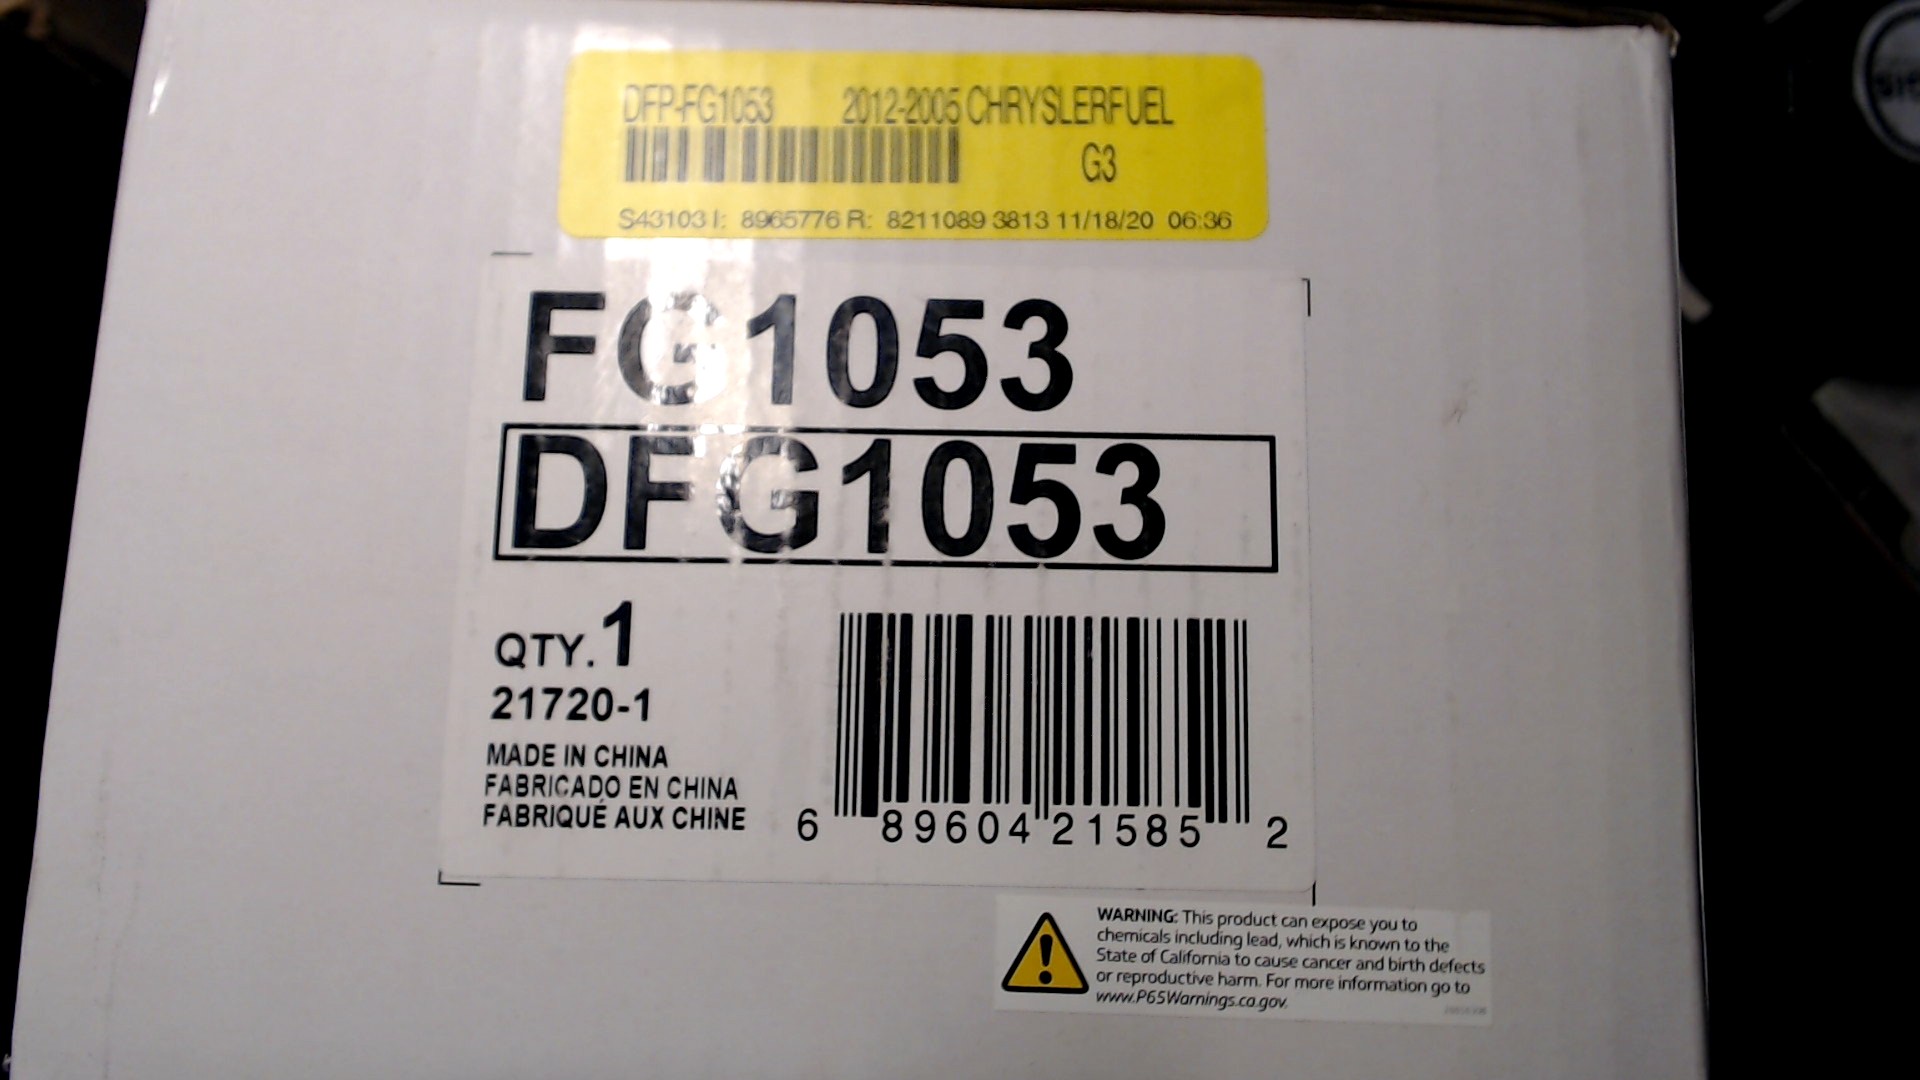 DFP-FG1053 2012-2005 CHRYSLERFUEL
G3
S43103 I: 8965776 R: 8211089 3813 11/18/20 06:36
FG1053
DFG1053
QTY. 1
21720-1
MADE IN CHINA
FABRICADO EN CHINA
FABRIQUÉ AUX CHINE
6 89604 21585 2
WARNING: This product can expose you to
chemicals including lead, which is known to the
State of California to cause cancer and birth defects
or reproductive harm. For more information go to
www.P65Warnings.ca.gov.